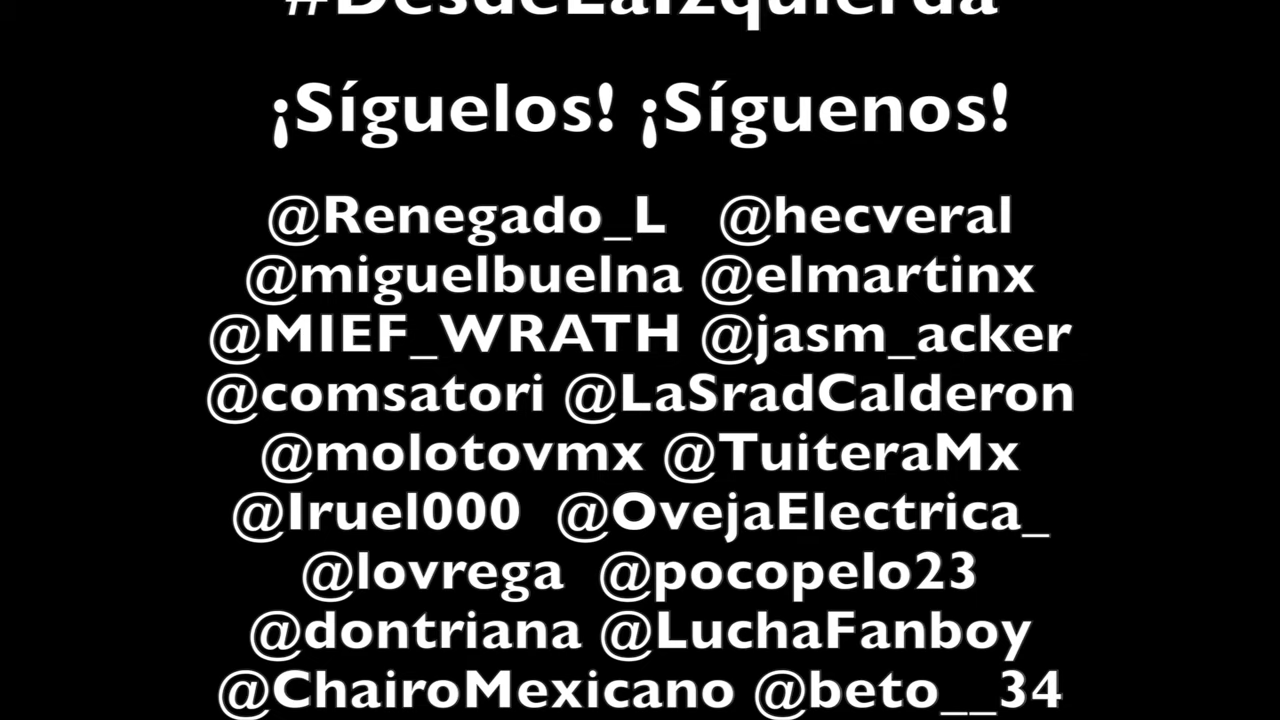 #DesdeLaIzquierda
¡Síguelos! ¡Síguenos!
@Renegado_L @hecveral
@miguelbuelna @elmartinx
@MIEF_WRATH @jasm_acker
@comsatori @LaSradCalderon
@molotovmx @TuiteraMx
@Iruel000 @OvejaElectrica_
@lovrega @pocopelo23
@dontriana @LuchaFanboy
@ChairoMexicano @beto__34